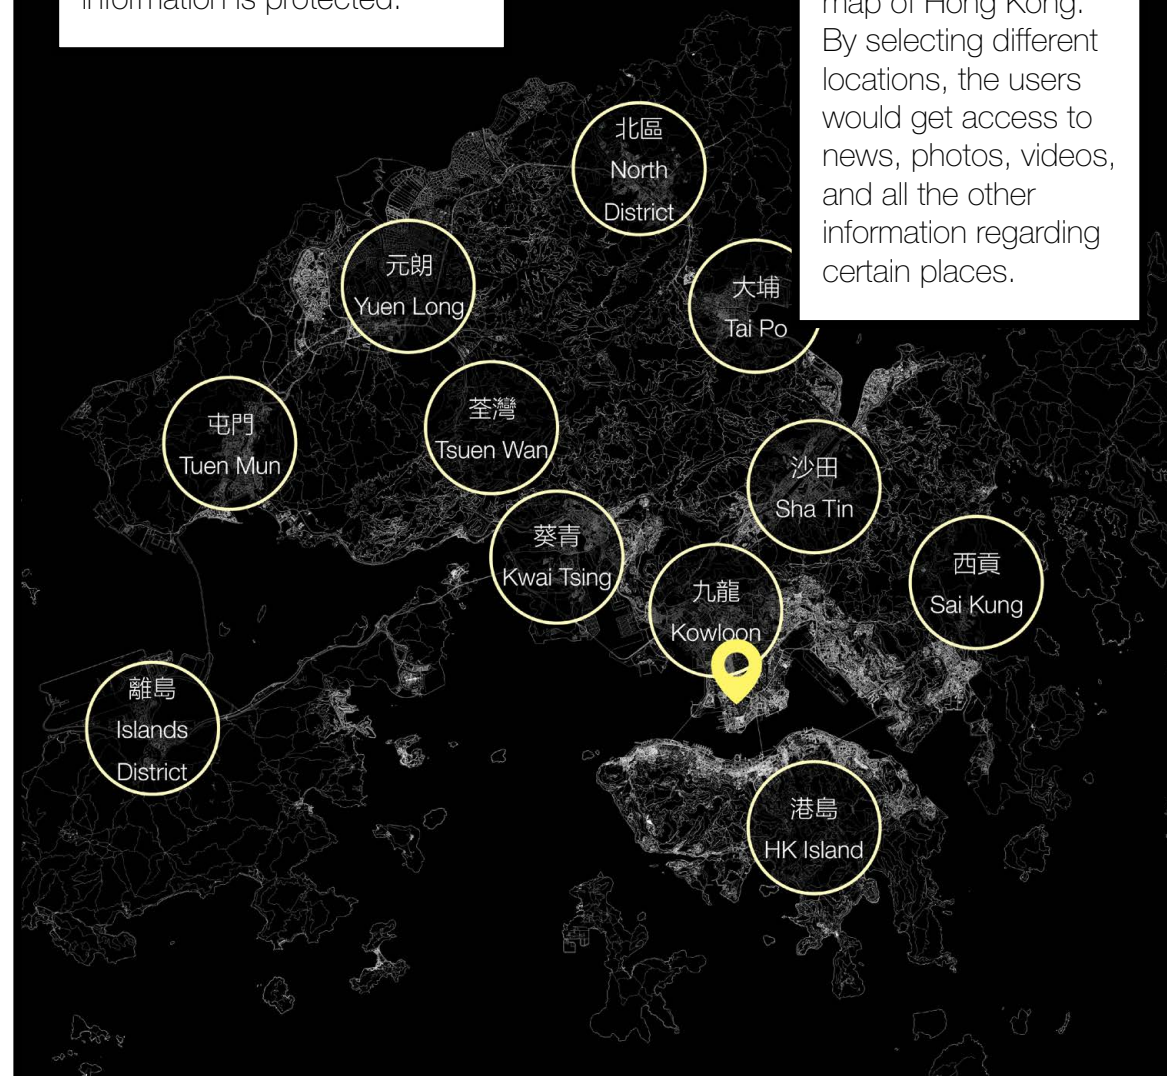 information is protected.
map of Hong Kong.
By selecting different
locations, the users
would get access to
news, photos, videos,
and all the other
information regarding
certain places.
北區
North
District
元朗
Yuen Long
大埔
Tai Po
屯門
Tuen Mun
荃灣
Tsuen Wan
沙田
Sha Tin
葵青
Kwai Tsing
九龍
Kowloon
西貢
Sai Kung
離島
Islands
District
港島
HK Island